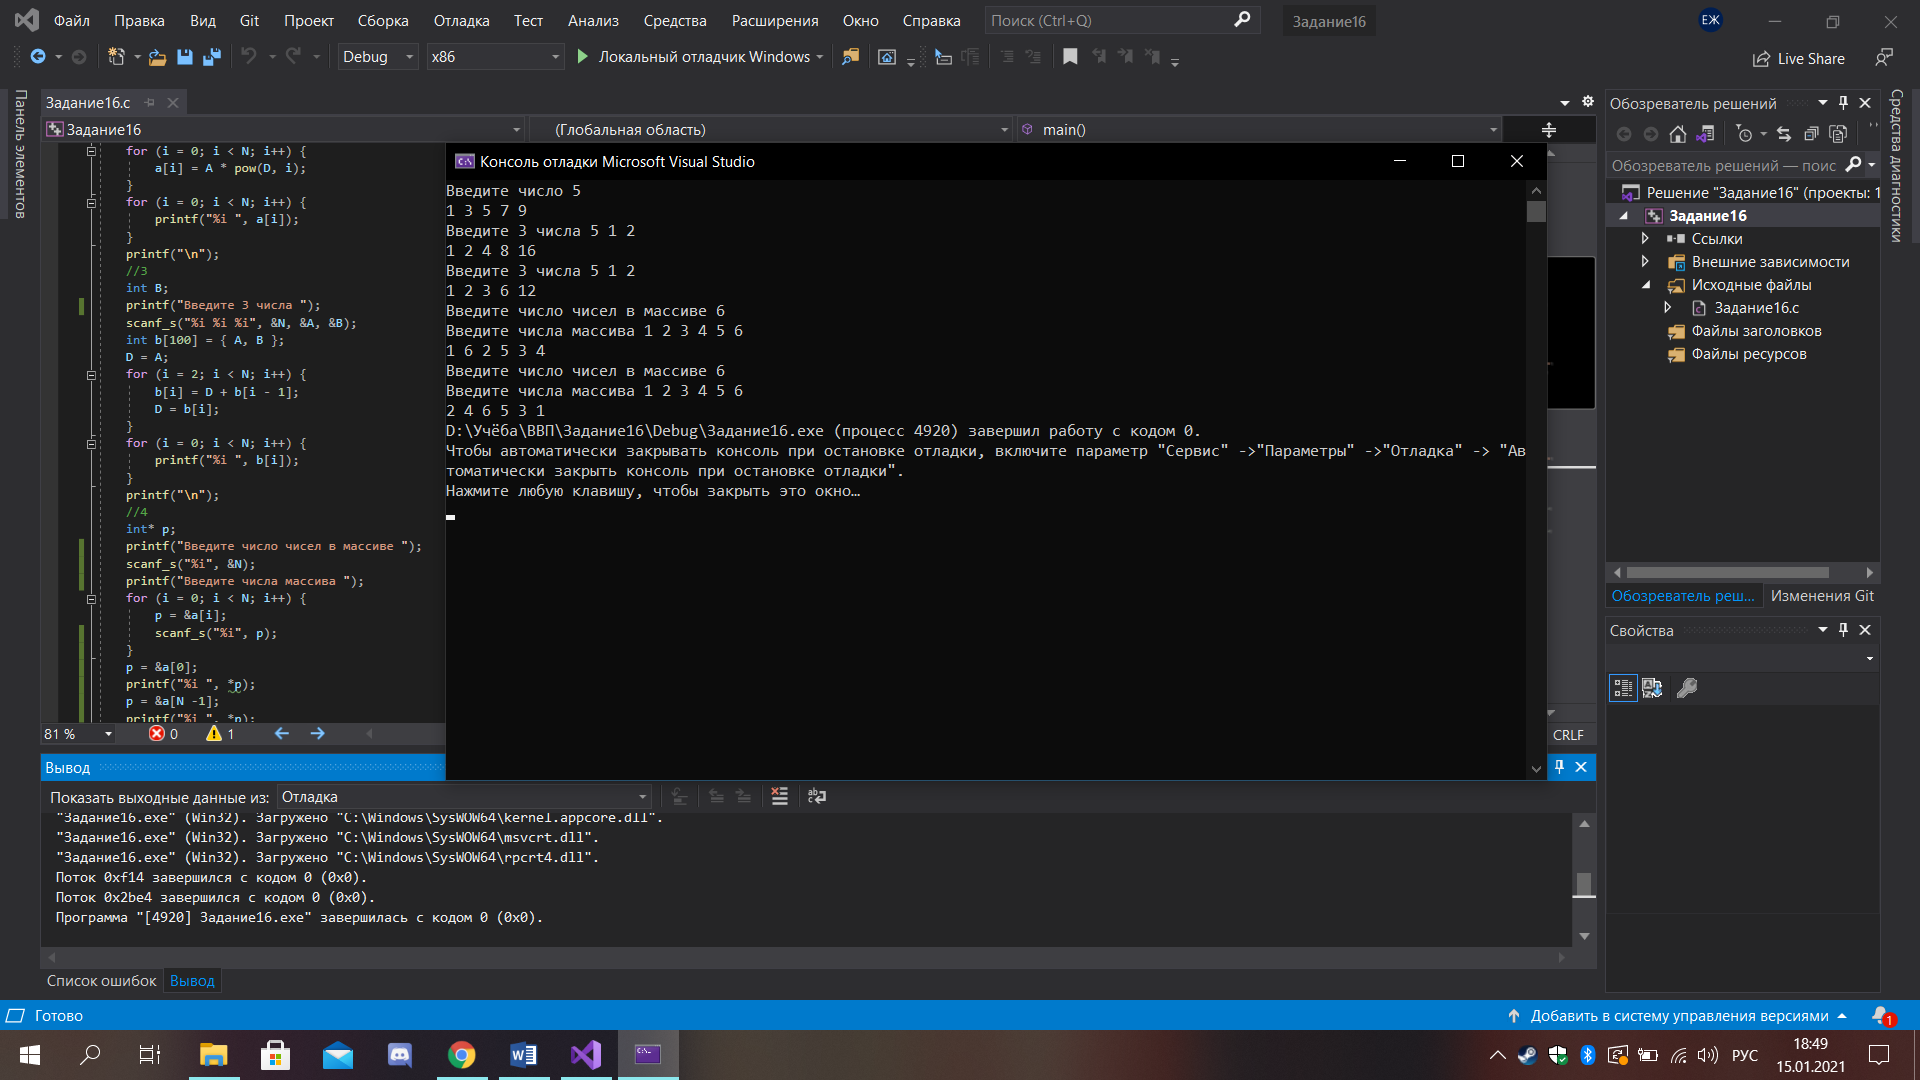 Файл Правка Вид Git Проект Сборка Отладка Тест Анализ Средства Расширения Окно Справка Поиск (Ctrl+Q) Задание16 ЕЖ
Debug x86 Локальный отладчик Windows Live Share
Панель элементов
Задание16.c
Задание16 (Глобальная область) main()
for (i = 0; i < N; i++) {
a[i] = A * pow(D, i);
}
for (i = 0; i < N; i++) {
printf("%i ", a[i]);
}
printf("\n");
//3
int B;
printf("Введите 3 числа ");
scanf_s("%i %i %i", &N, &A, &B);
int b[100] = { A, B };
D = A;
for (i = 2; i < N; i++) {
b[i] = D + b[i - 1];
D = b[i];
}
for (i = 0; i < N; i++) {
printf("%i ", b[i]);
}
printf("\n");
//4
int* p;
printf("Введите число чисел в массиве ");
scanf_s("%i", &N);
printf("Введите числа массива ");
for (i = 0; i < N; i++) {
p = &a[i];
scanf_s("%i", p);
}
p = &a[0];
printf("%i ", *p);
p = &a[N -1];
printf("%i ", *p);
81 % 0 1
CRLF
Консоль отладки Microsoft Visual Studio
Введите число 5
1 3 5 7 9
Введите 3 числа 5 1 2
1 2 4 8 16
Введите 3 числа 5 1 2
1 2 3 6 12
Введите число чисел в массиве 6
Введите числа массива 1 2 3 4 5 6
1 6 2 5 3 4
Введите число чисел в массиве 6
Введите числа массива 1 2 3 4 5 6
2 4 6 5 3 1
D:\Учёба\ВВП\Задание16\Debug\Задание16.exe (процесс 4920) завершил работу с кодом 0.
Чтобы автоматически закрывать консоль при остановке отладки, включите параметр "Сервис" ->"Параметры" ->"Отладка" -> "Ав
томатически закрыть консоль при остановке отладки".
Нажмите любую клавишу, чтобы закрыть это окно…
Обозреватель решений
Обозреватель решений — поис
Решение "Задание16" (проекты: 1
Задание16
Ссылки
Внешние зависимости
Исходные файлы
Задание16.c
Файлы заголовков
Файлы ресурсов
Обозреватель реш... Изменения Git
Свойства
Средства диагностики
Вывод
Показать выходные данные из: Отладка
"Задание16.exe" (Win32). Загружено "C:\Windows\SysWOW64\kernel.appcore.dll".
"Задание16.exe" (Win32). Загружено "C:\Windows\SysWOW64\msvcrt.dll".
"Задание16.exe" (Win32). Загружено "C:\Windows\SysWOW64\rpcrt4.dll".
Поток 0xf14 завершился с кодом 0 (0x0).
Поток 0x2be4 завершился с кодом 0 (0x0).
Программа "[4920] Задание16.exe" завершилась с кодом 0 (0x0).
Список ошибок Вывод
Готово Добавить в систему управления версиями 1
РУС 18:49
15.01.2021